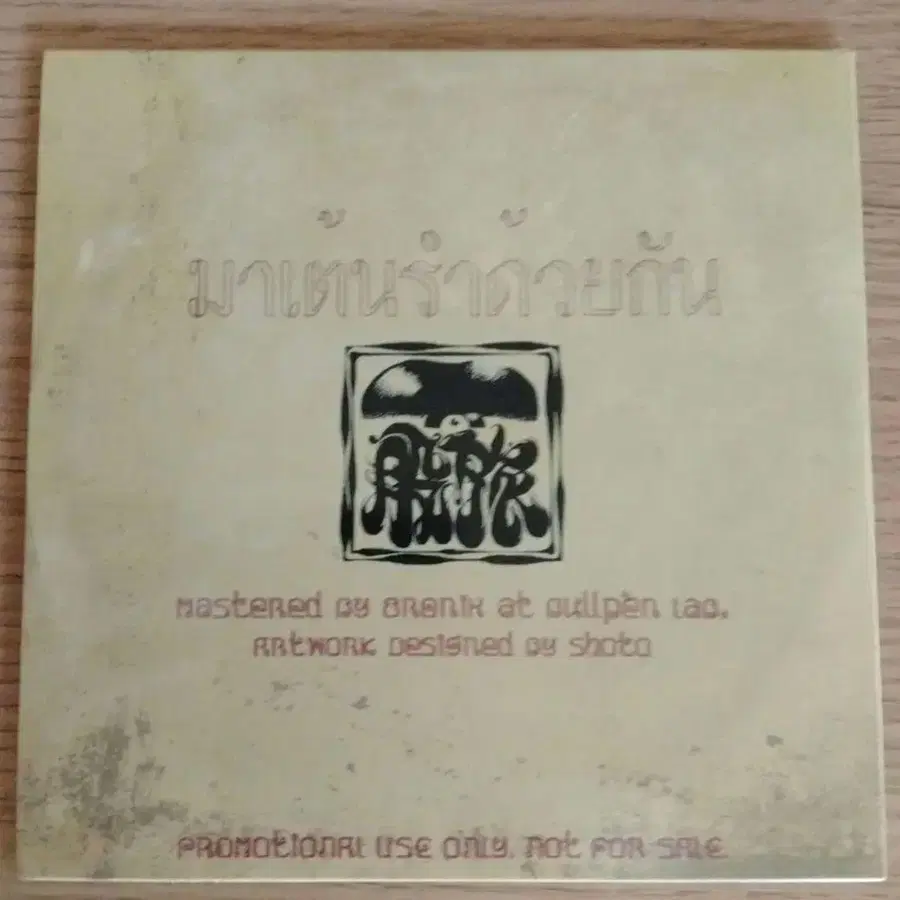 มาเต้นรำด้วยกัน
Mastered by
at Bullpen Lab.
Artwork designed by Shoto
Promotional use only. Not for sale